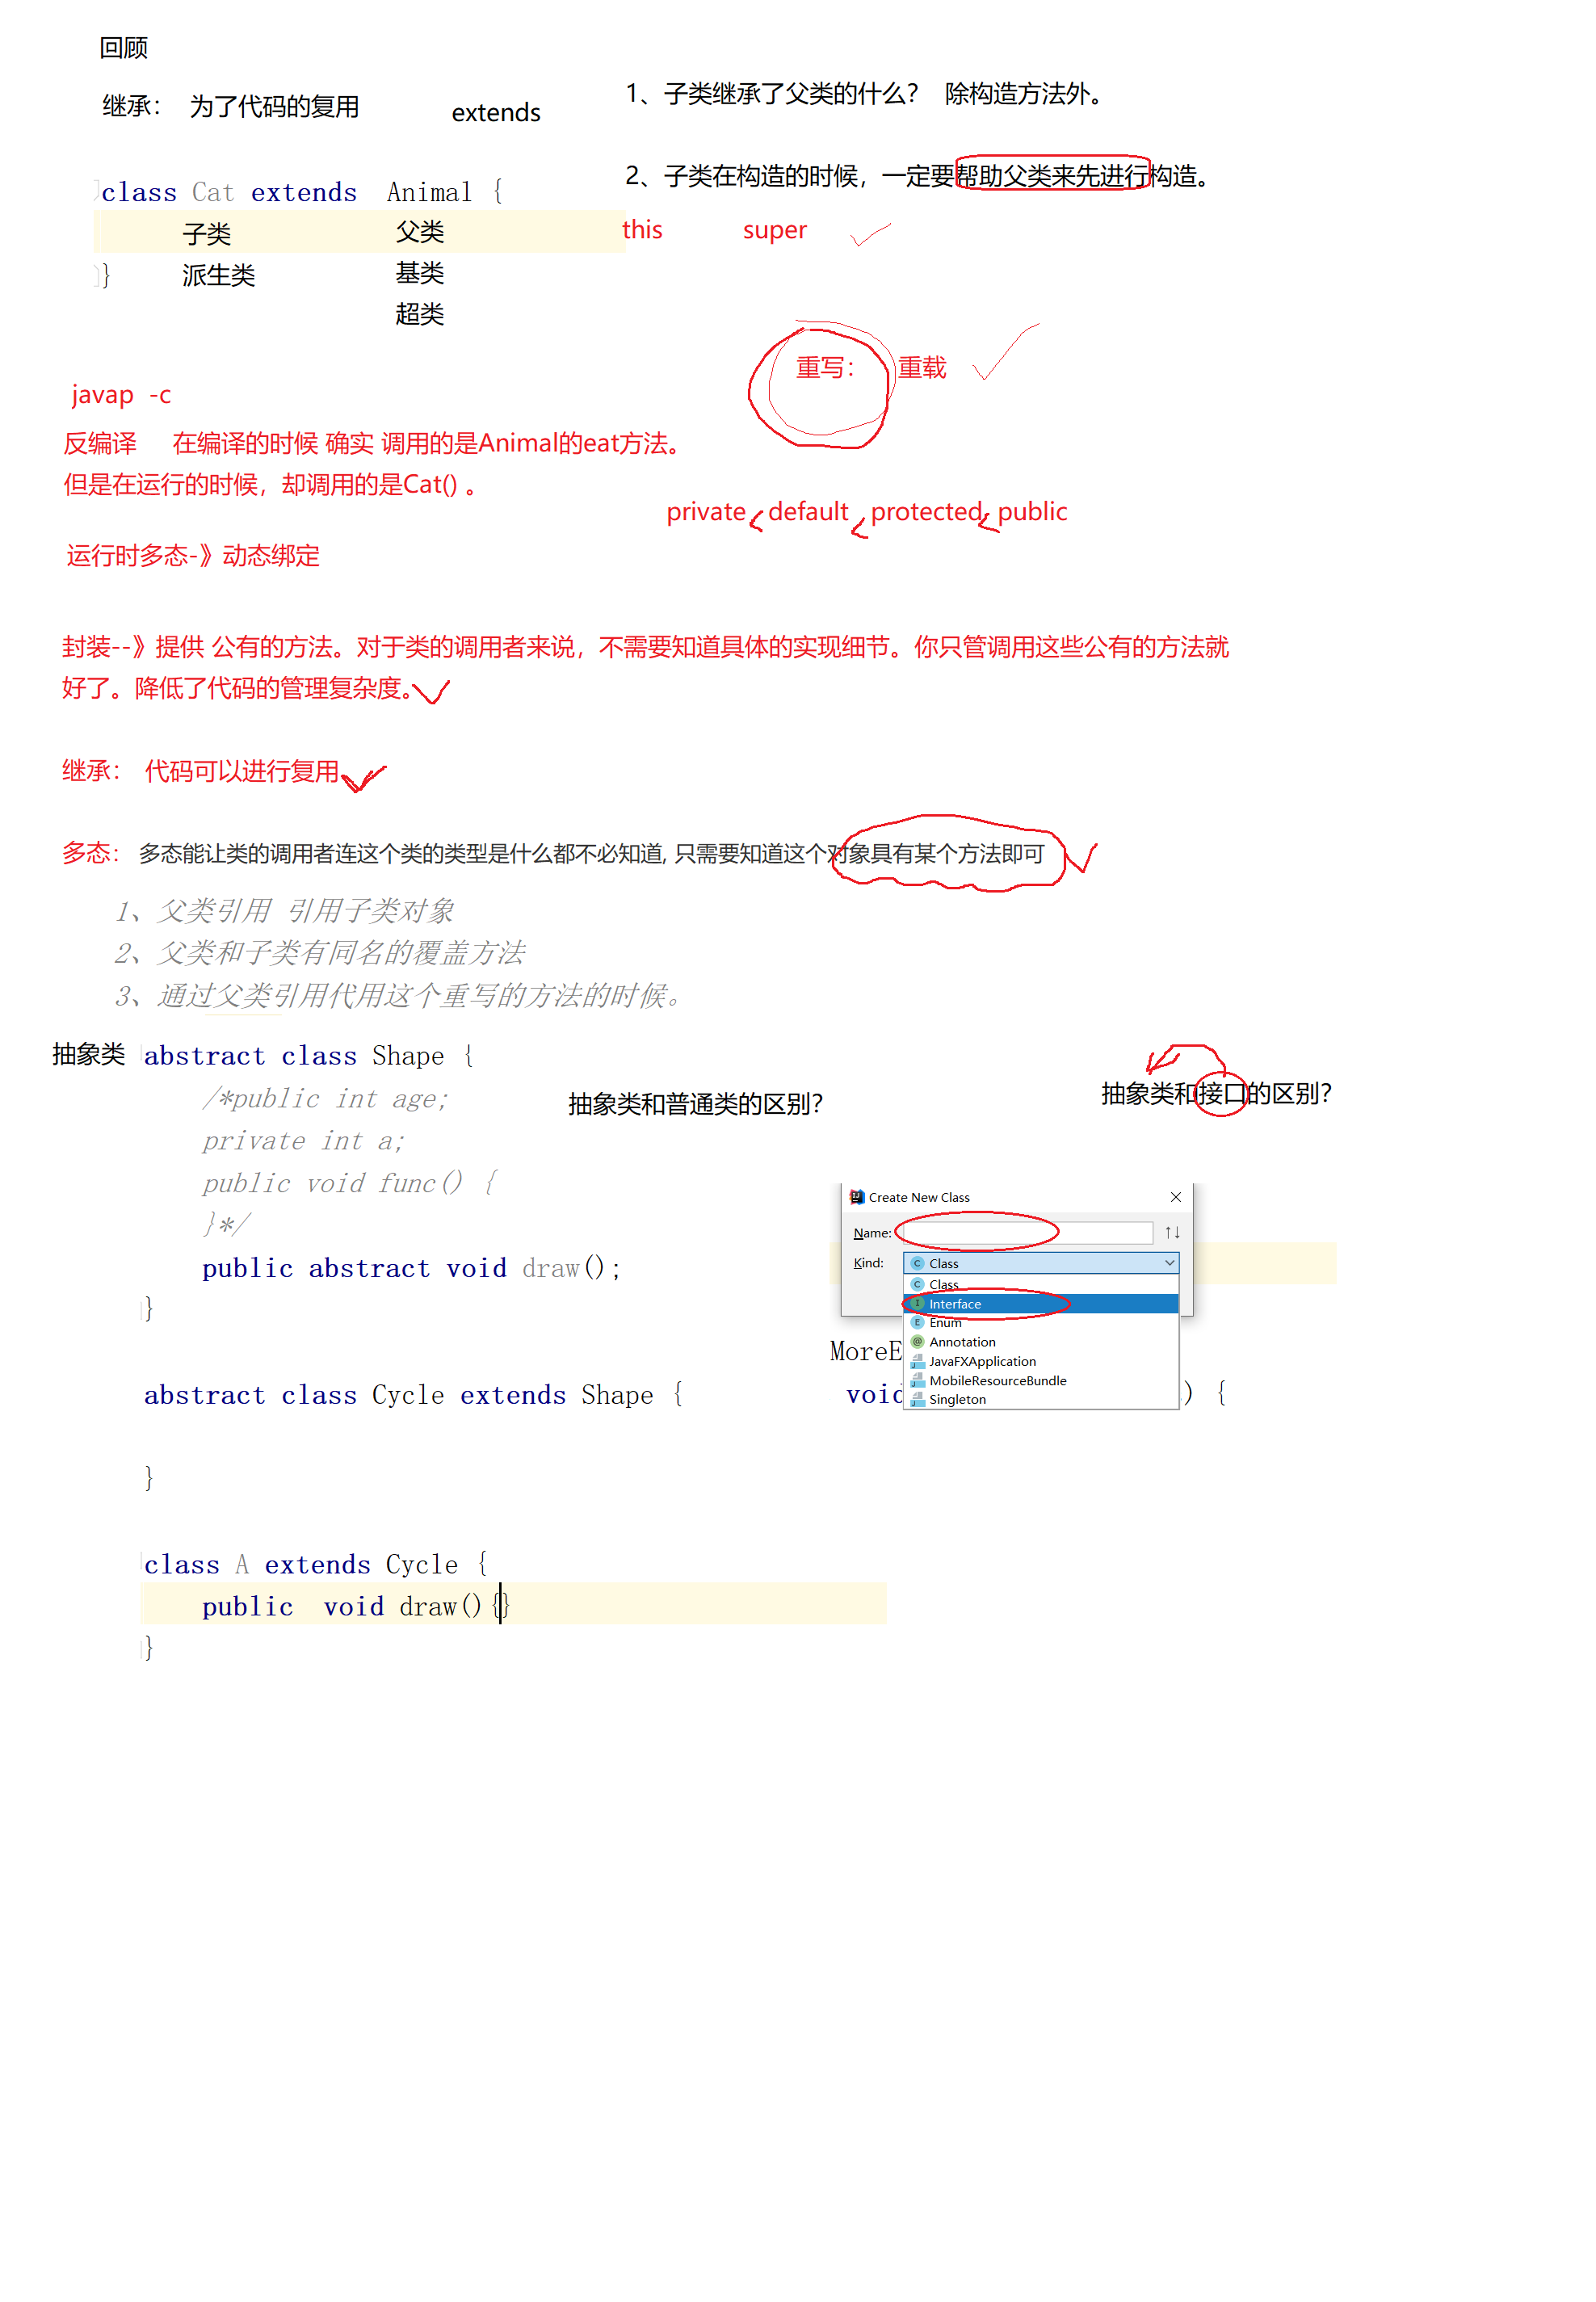 回顾
继承： 为了代码的复用 extends
1、子类继承了父类的什么？ 除构造方法外。
2、子类在构造的时候，一定要帮助父类来先进行构造。
this super
class Cat extends Animal {
子类 父类
} 派生类 基类
超类
重写： 重载
javap -c
反编译 在编译的时候 确实 调用的是Animal的eat方法。
但是在运行的时候，却调用的是Cat() 。
private < default < protected < public
运行时多态-》动态绑定
封装--》提供 公有的方法。对于类的调用者来说，不需要知道具体的实现细节。你只管调用这些公有的方法就
好了。降低了代码的管理复杂度。
继承： 代码可以进行复用
多态： 多态能让类的调用者连这个类的类型是什么都不必知道, 只需要知道这个对象具有某个方法即可
1、父类引用 引用子类对象
2、父类和子类有同名的覆盖方法
3、通过父类引用代用这个重写的方法的时候。
抽象类 abstract class Shape {
/*public int age;
private int a;
public void func() {
}*/
public abstract void draw();
}
abstract class Cycle extends Shape {
}
class A extends Cycle {
public void draw(){}
}
抽象类和普通类的区别？
抽象类和接口的区别？
Create New Class
Name:
Kind: Class
Class
Interface
Enum
Annotation
JavaFXApplication
MobileResourceBundle
Singleton
MoreE
void ) {